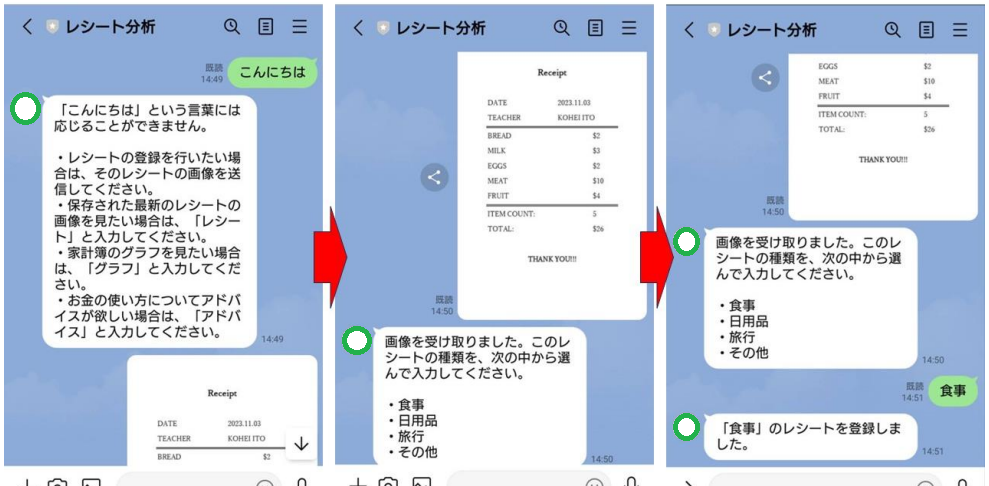 レシート分析
既読
14:49
こんにちは
「こんにちは」という言葉には
応じることができません。
・レシートの登録を行いたい場
合は、そのレシートの画像を送
信してください。
・保存された最新のレシートの
画像を見たい場合は、「レシー
ト」と入力してください。
・家計簿のグラフを見たい場合
は、「グラフ」と入力してくだ
さい。
・お金の使い方についてアドバ
イスが欲しい場合は、「アドバ
イス」と入力してください。
14:49
Receipt
DATE 2023.11.03
TEACHER KOHEI ITO
BREAD $2
レシート分析
Receipt
DATE 2023.11.03
TEACHER KOHEI ITO
BREAD $2
MILK $3
EGGS $2
MEAT $10
FRUIT $4
ITEM COUNT: 5
TOTAL: $26
THANK YOU!!!
既読
14:50
画像を受け取りました。このレ
シートの種類を、次の中から選
んで入力してください。
・食事
・日用品
・旅行
・その他
14:50
レシート分析
EGGS $2
MEAT $10
FRUIT $4
ITEM COUNT: 5
TOTAL: $26
THANK YOU!!!
既読
14:50
画像を受け取りました。このレ
シートの種類を、次の中から選
んで入力してください。
・食事
・日用品
・旅行
・その他
14:50
既読
14:51
食事
「食事」のレシートを登録しま
した。
14:51